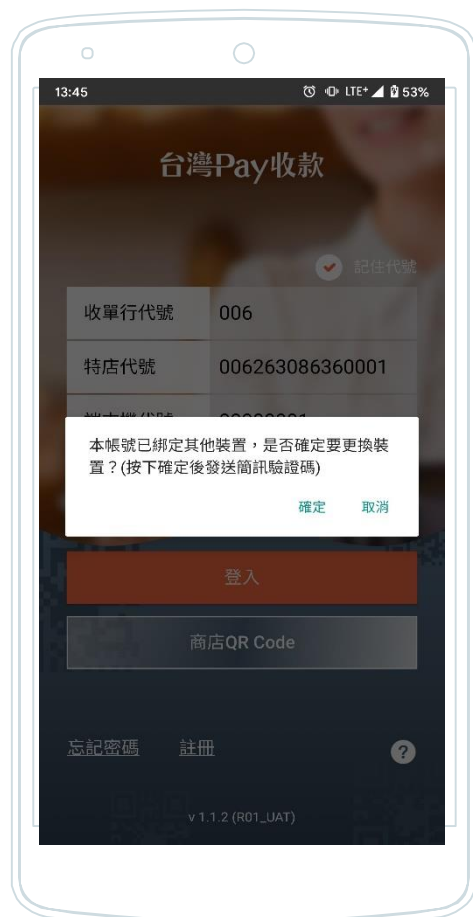 13:45 LTE+ 53%
台灣Pay收款
記住代號
收單行代號 006
特店代號 006263086360001
本帳號已綁定其他裝置，是否確定要更換裝
置？(按下確定後發送簡訊驗證碼)
確定 取消
登入
商店QR Code
忘記密碼 註冊 ?
v 1.1.2 (R01_UAT)